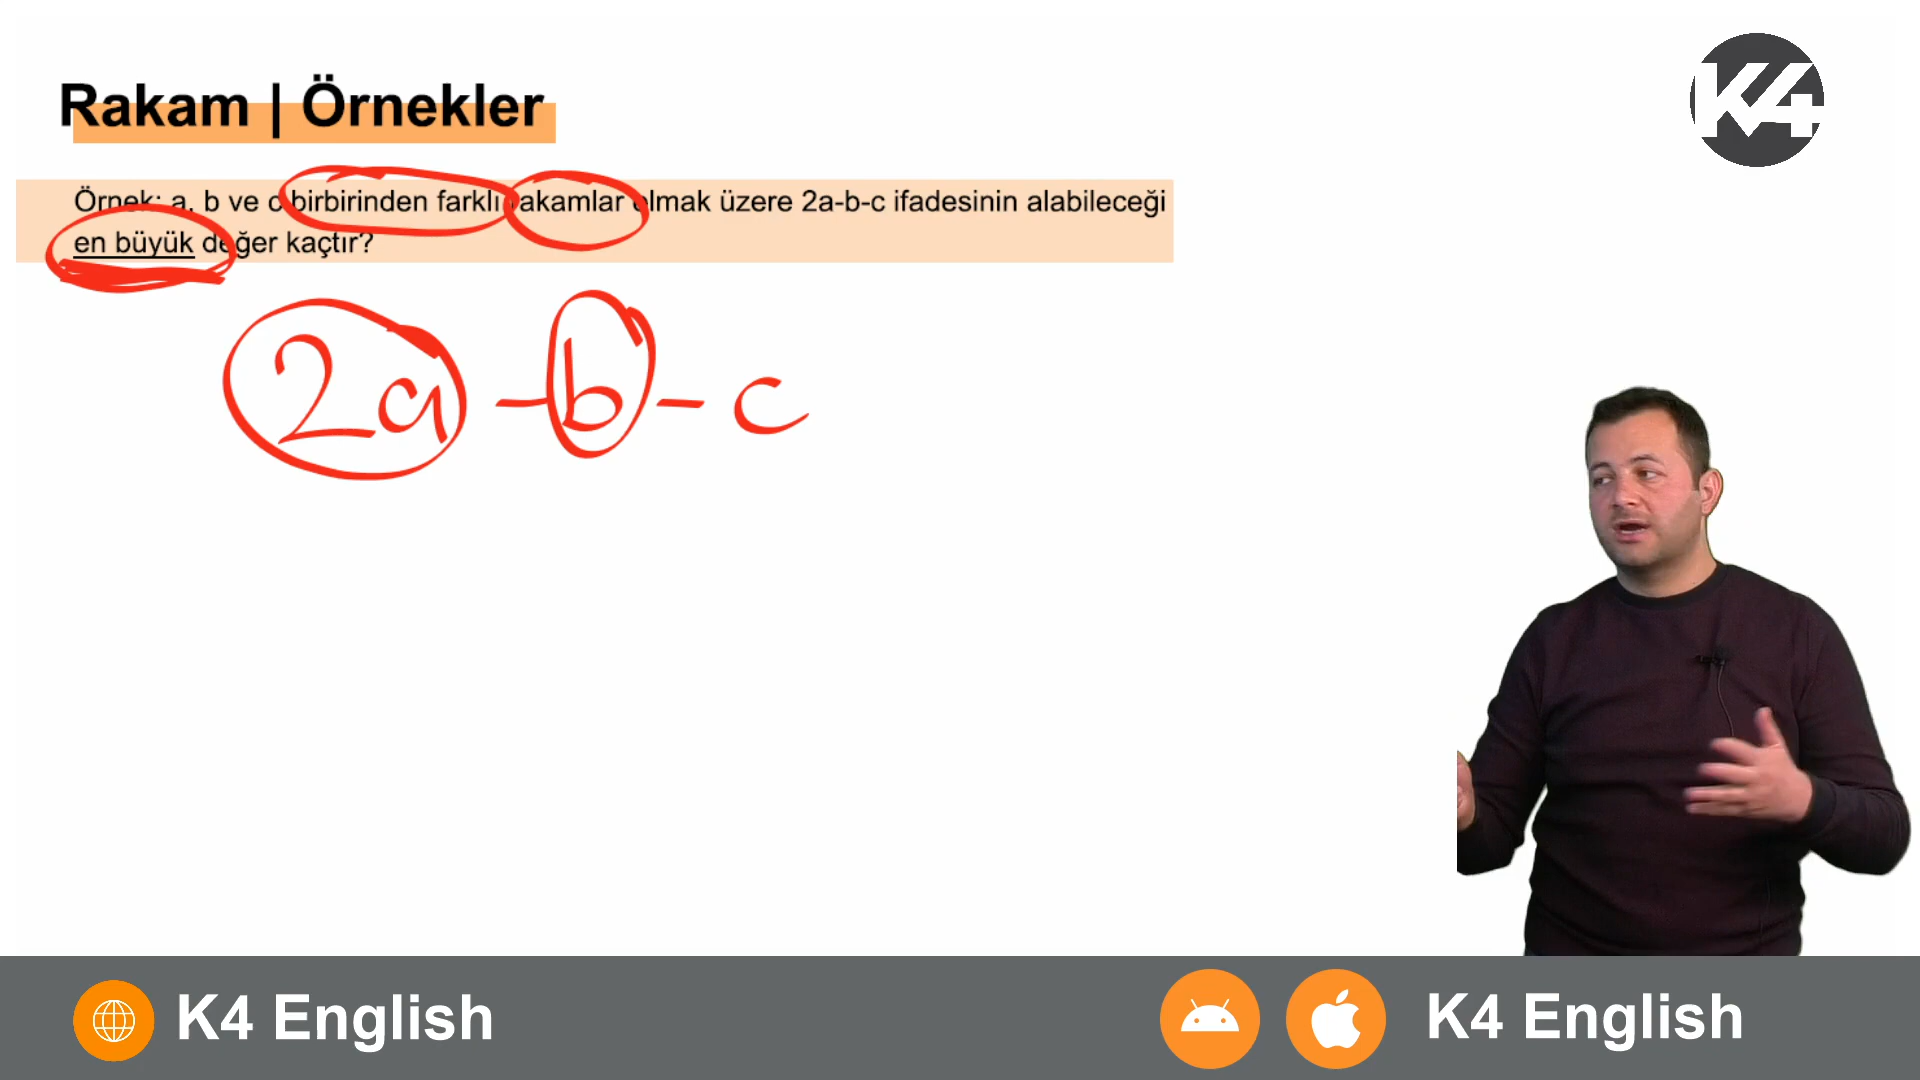 K4
Rakam | Örnekler
Örnek: a, b ve c birbirinden farklı rakamlar olmak üzere 2a-b-c ifadesinin alabileceği
en büyük değer kaçtır?
2a - b - c
K4 English
K4 English